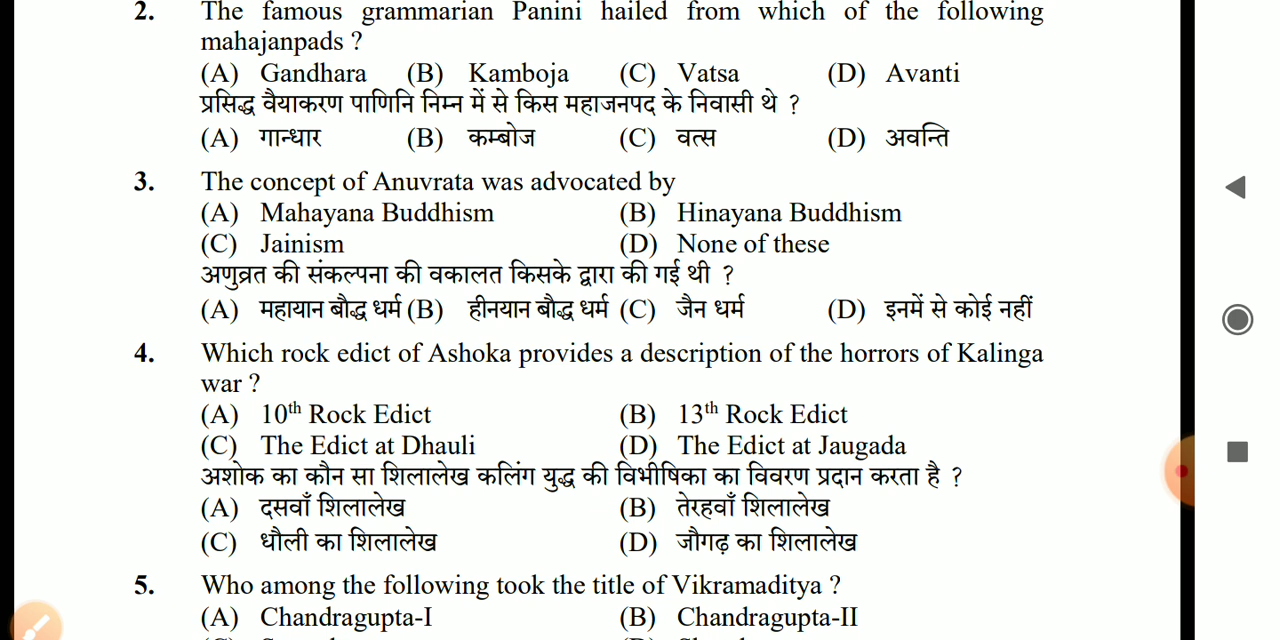 2. The famous grammarian Panini hailed from which of the following
mahajanpads ?
(A) Gandhara (B) Kamboja (C) Vatsa (D) Avanti
प्रसिद्ध वैयाकरण पाणिनि निम्न में से किस महाजनपद के निवासी थे ?
(A) गान्धार (B) कम्बोज (C) वत्स (D) अवन्ति
3. The concept of Anuvrata was advocated by
(A) Mahayana Buddhism (B) Hinayana Buddhism
(C) Jainism (D) None of these
अणुव्रत की संकल्पना की वकालत किसके द्वारा की गई थी ?
(A) महायान बौद्ध धर्म (B) हीनयान बौद्ध धर्म (C) जैन धर्म (D) इनमें से कोई नहीं
4. Which rock edict of Ashoka provides a description of the horrors of Kalinga
war ?
(A) 10th Rock Edict (B) 13th Rock Edict
(C) The Edict at Dhauli (D) The Edict at Jaugada
अशोक का कौन सा शिलालेख कलिंग युद्ध की विभीषिका का विवरण प्रदान करता है ?
(A) दसवाँ शिलालेख (B) तेरहवाँ शिलालेख
(C) धौली का शिलालेख (D) जौगढ़ का शिलालेख
5. Who among the following took the title of Vikramaditya ?
(A) Chandragupta-I (B) Chandragupta-II